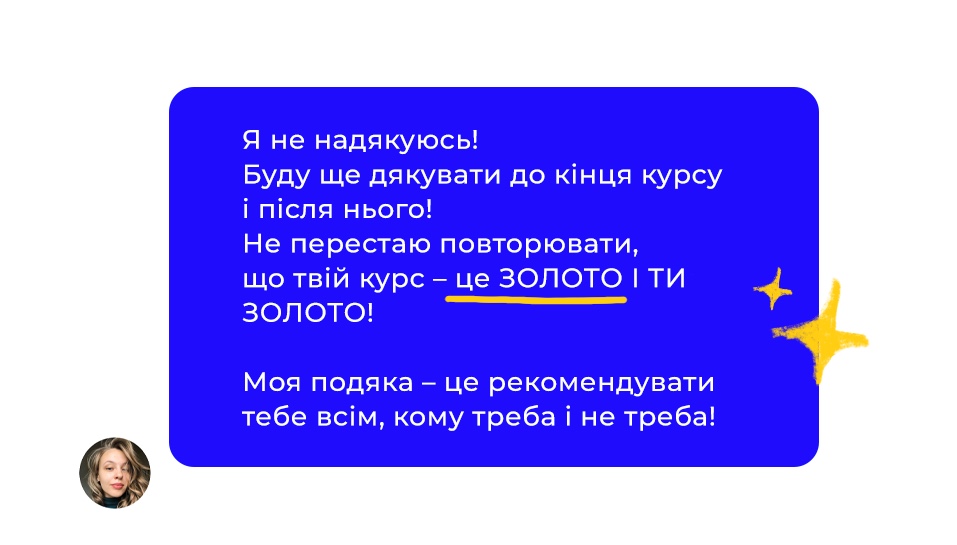 Я не надякуюсь!
Буду ще дякувати до кінця курсу
і після нього!
Не перестаю повторювати,
що твій курс – це ЗОЛОТО І ТИ
ЗОЛОТО!
Моя подяка – це рекомендувати
тебе всім, кому треба і не треба!